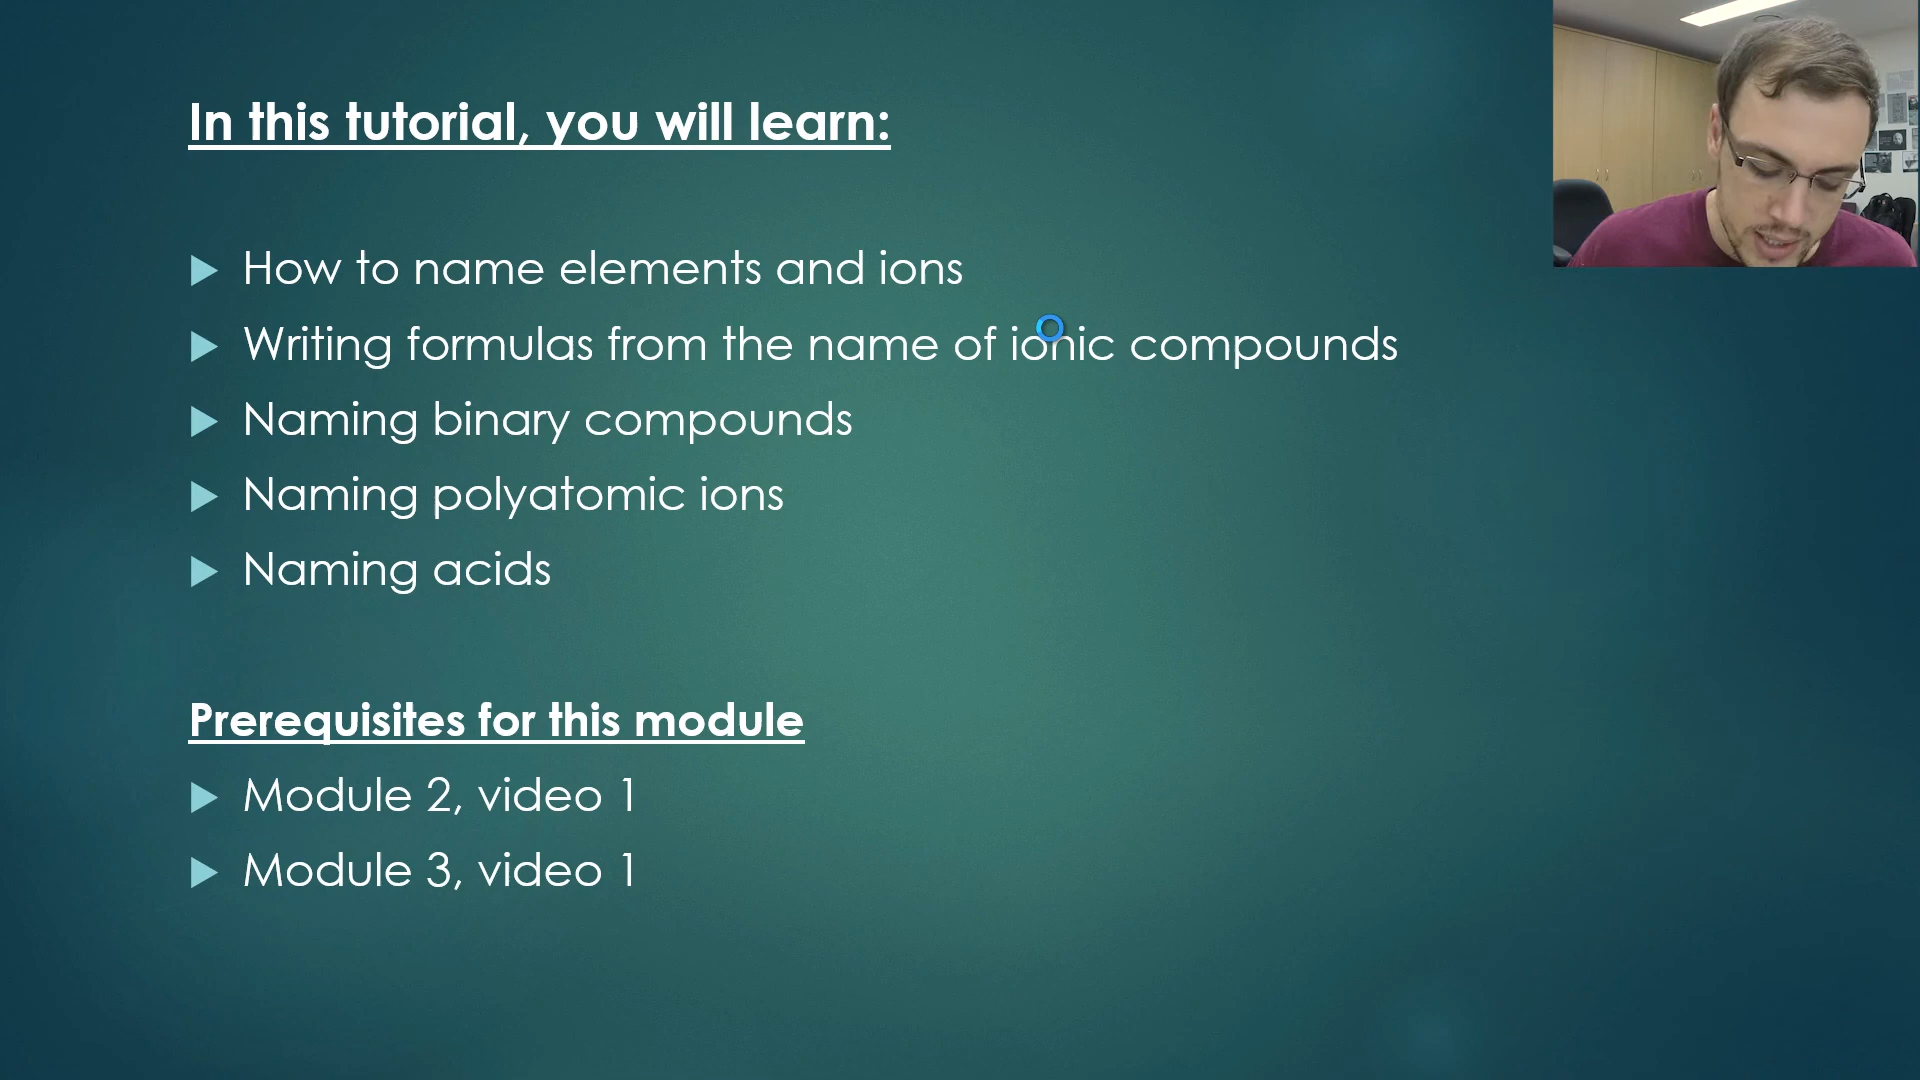 In this tutorial, you will learn:
How to name elements and ions
Writing formulas from the name of ionic compounds
Naming binary compounds
Naming polyatomic ions
Naming acids
Prerequisites for this module
Module 2, video 1
Module 3, video 1